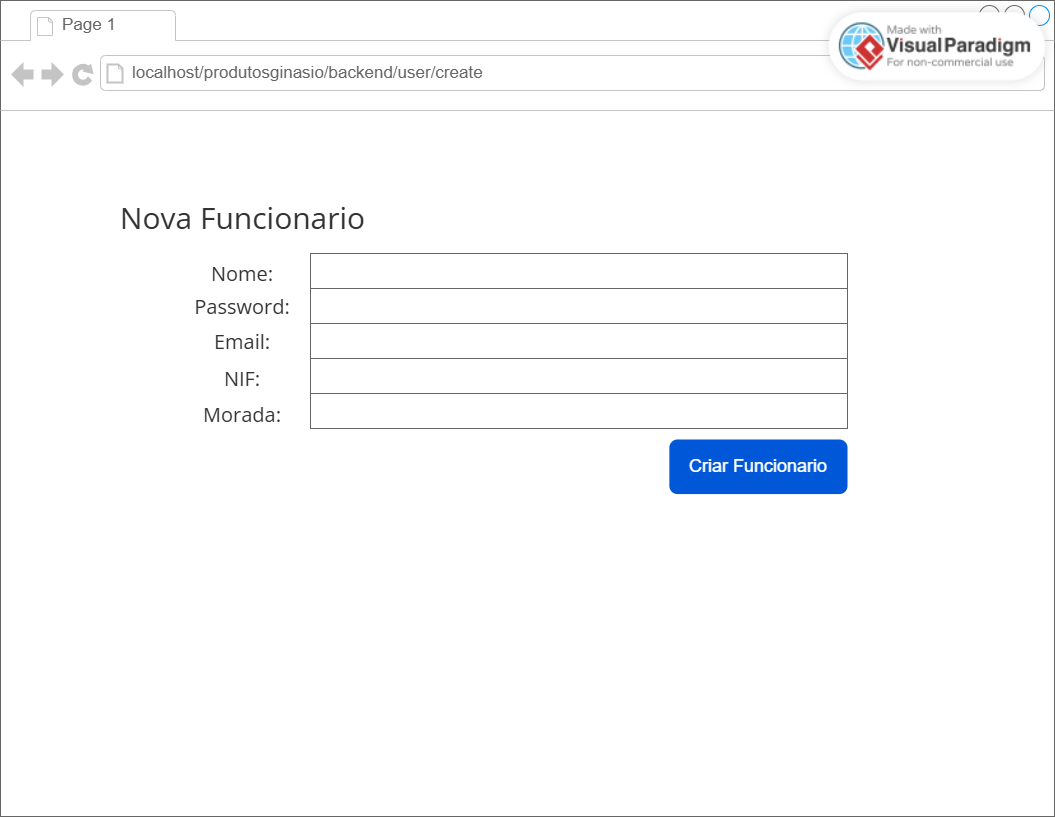 Page 1
Made with
Visual Paradigm
For non-commercial use
localhost/produtosginasio/backend/user/create
Nova Funcionario
Nome:
Password:
Email:
NIF:
Morada:
Criar Funcionario